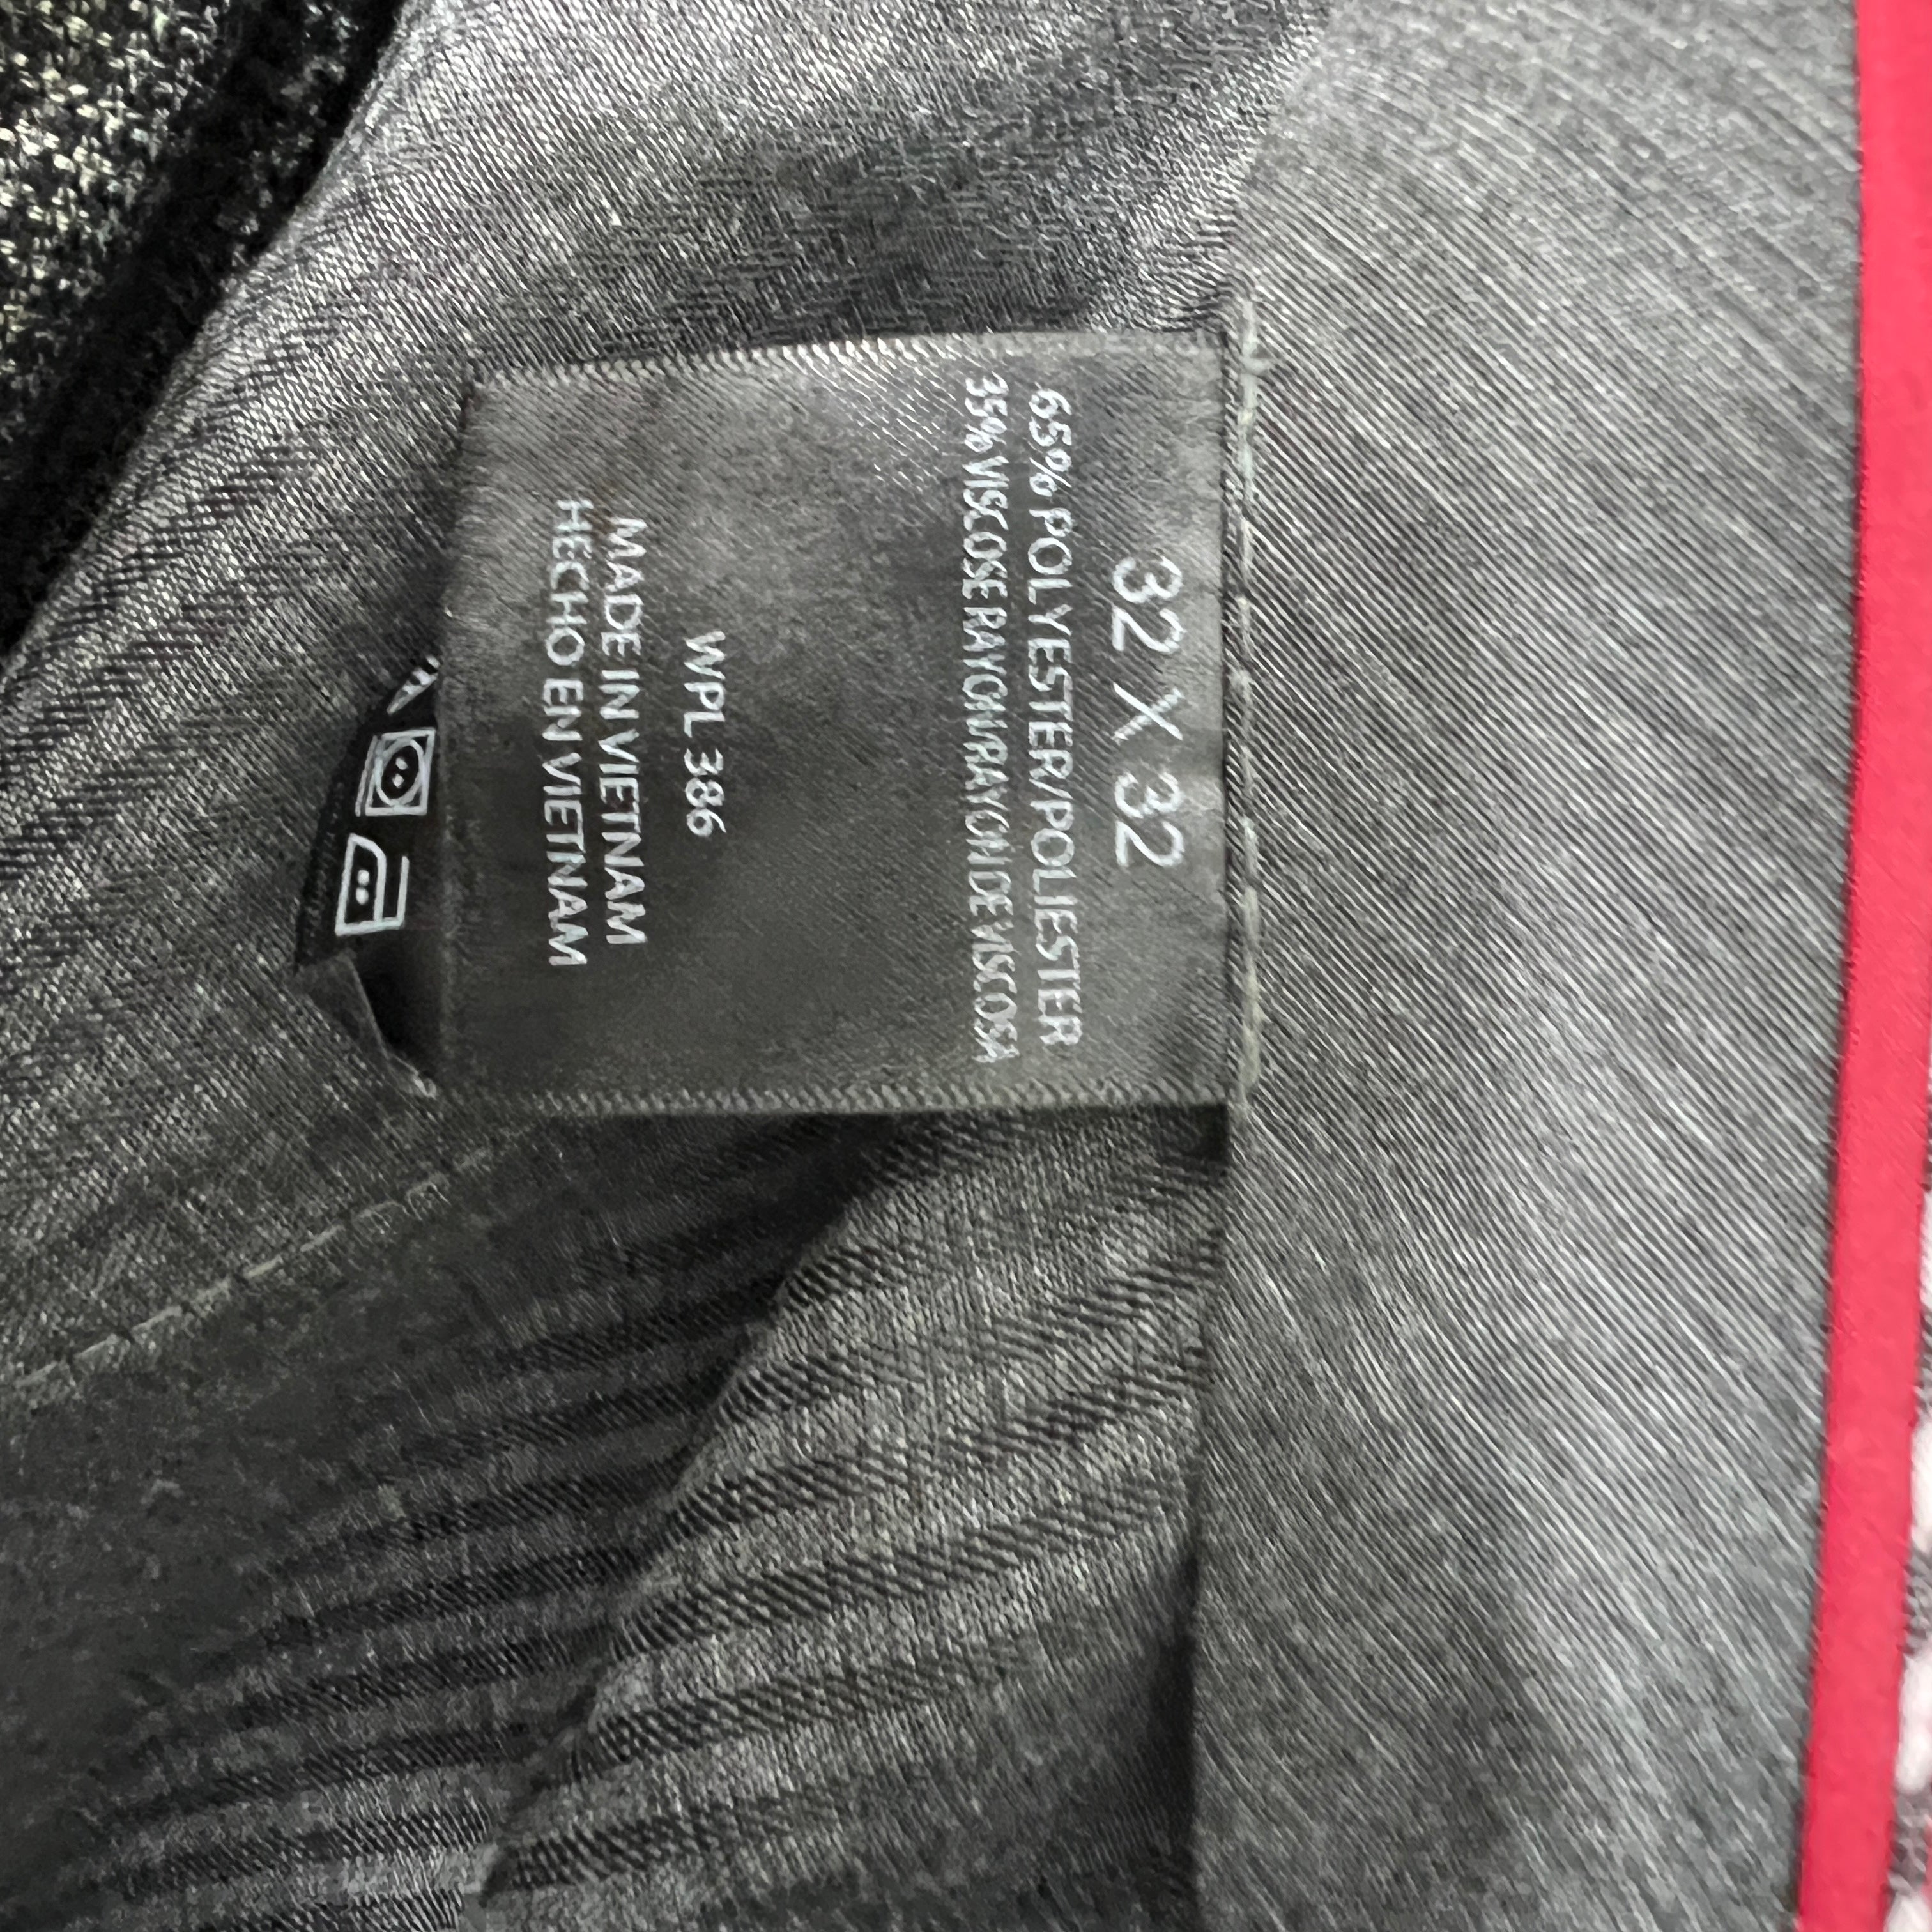 32 X 32
65% POLYESTER/POLIESTER
35% VISCOSE RAYON/RAYON DE VISCOSA
WPL 386
MADE IN VIETNAM
HECHO EN VIETNAM